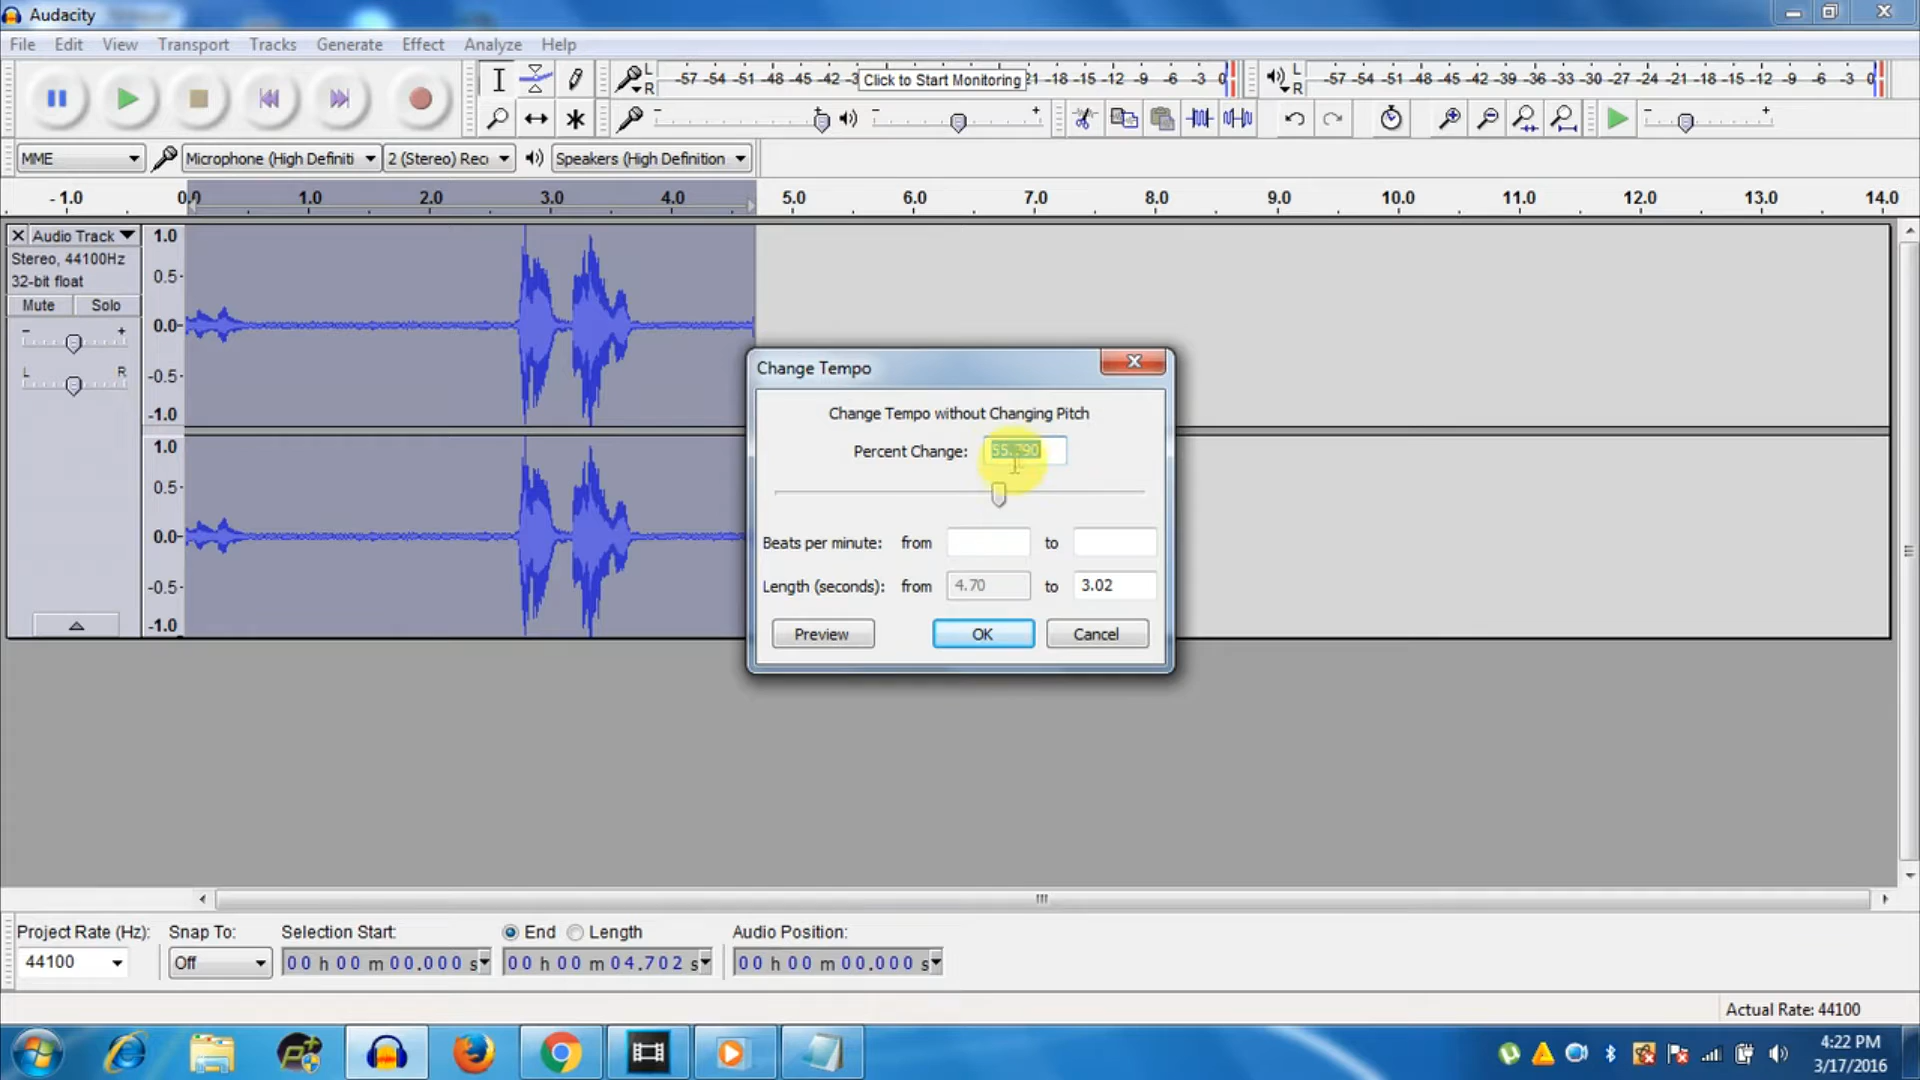 Audacity
File Edit View Transport Tracks Generate Effect Analyze Help
L
R
-57 -54 -51 -48 -45 -42 -3 Click to Start Monitoring 21 -18 -15 -12 -9 -6 -3 0
L
R
-57 -54 -51 -48 -45 -42 -39 -36 -33 -30 -27 -24 -21 -18 -15 -12 -9 -6 -3 0
MME
Microphone (High Definiti
2 (Stereo) Rec
Speakers (High Definition
-1.0 0.0 1.0 2.0 3.0 4.0 5.0 6.0 7.0 8.0 9.0 10.0 11.0 12.0 13.0 14.0
Audio Track
Stereo, 44100Hz
32-bit float
Mute Solo
- +
L R
1.0
0.5-
0.0-
-0.5-
-1.0
1.0
0.5-
0.0-
-0.5-
-1.0
Change Tempo
Change Tempo without Changing Pitch
Percent Change:
Beats per minute: from to
Length (seconds): from 4.70 to 3.02
Preview OK Cancel
Project Rate (Hz): Snap To: Selection Start: End Length Audio Position:
44100 Off 00 h 00 m 00.000 s 00 h 00 m 04.702 s 00 h 00 m 00.000 s
Actual Rate: 44100
4:22 PM
3/17/2016